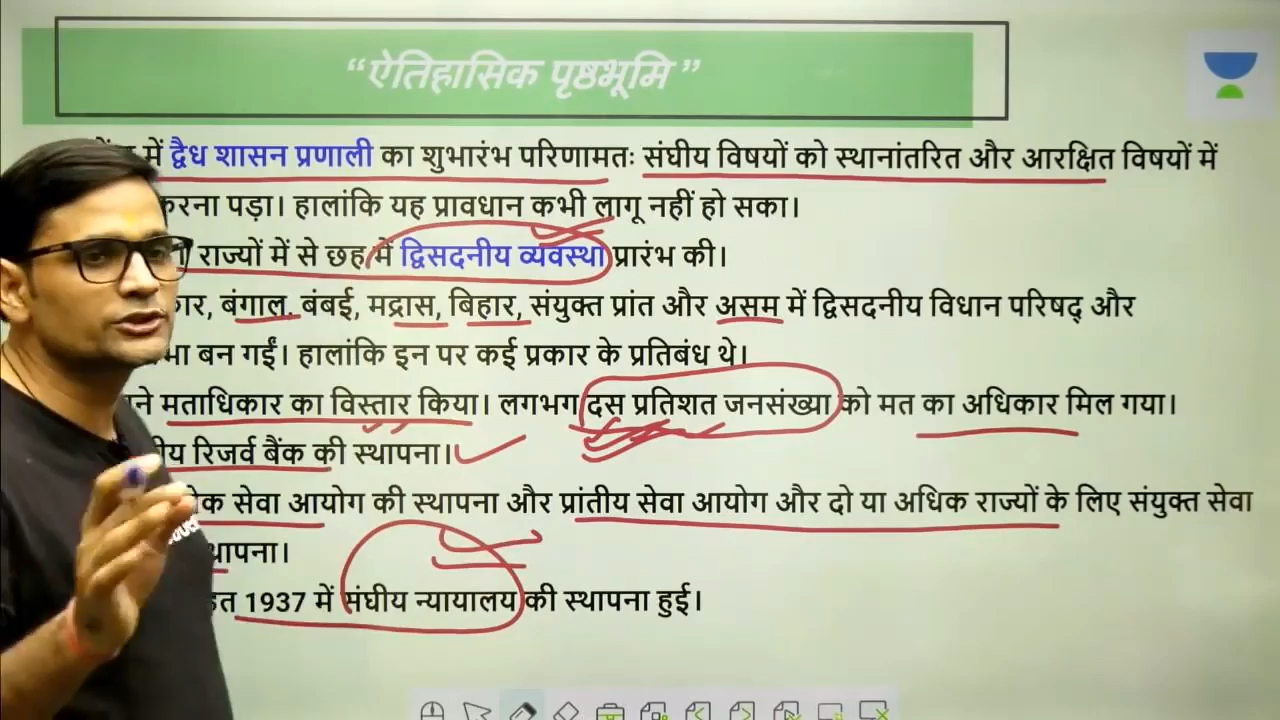 “ऐतिहासिक पृष्ठभूमि”
में द्वैध शासन प्रणाली का शुभारंभ परिणामतः संघीय विषयों को स्थानांतरित और आरक्षित विषयों में
करना पड़ा। हालांकि यह प्रावधान कभी लागू नहीं हो सका।
राज्यों में से छह में द्विसदनीय व्यवस्था प्रारंभ की।
बंगाल. बंबई, मद्रास, बिहार, संयुक्त प्रांत और असम में द्विसदनीय विधान परिषद् और
बन गईं। हालांकि इन पर कई प्रकार के प्रतिबंध थे।
मताधिकार का विस्तार किया। लगभग दस प्रतिशत जनसंख्या को मत का अधिकार मिल गया।
रिजर्व बैंक की स्थापना।
सेवा आयोग की स्थापना और प्रांतीय सेवा आयोग और दो या अधिक राज्यों के लिए संयुक्त सेवा
1937 में संघीय न्यायालय की स्थापना हुई।